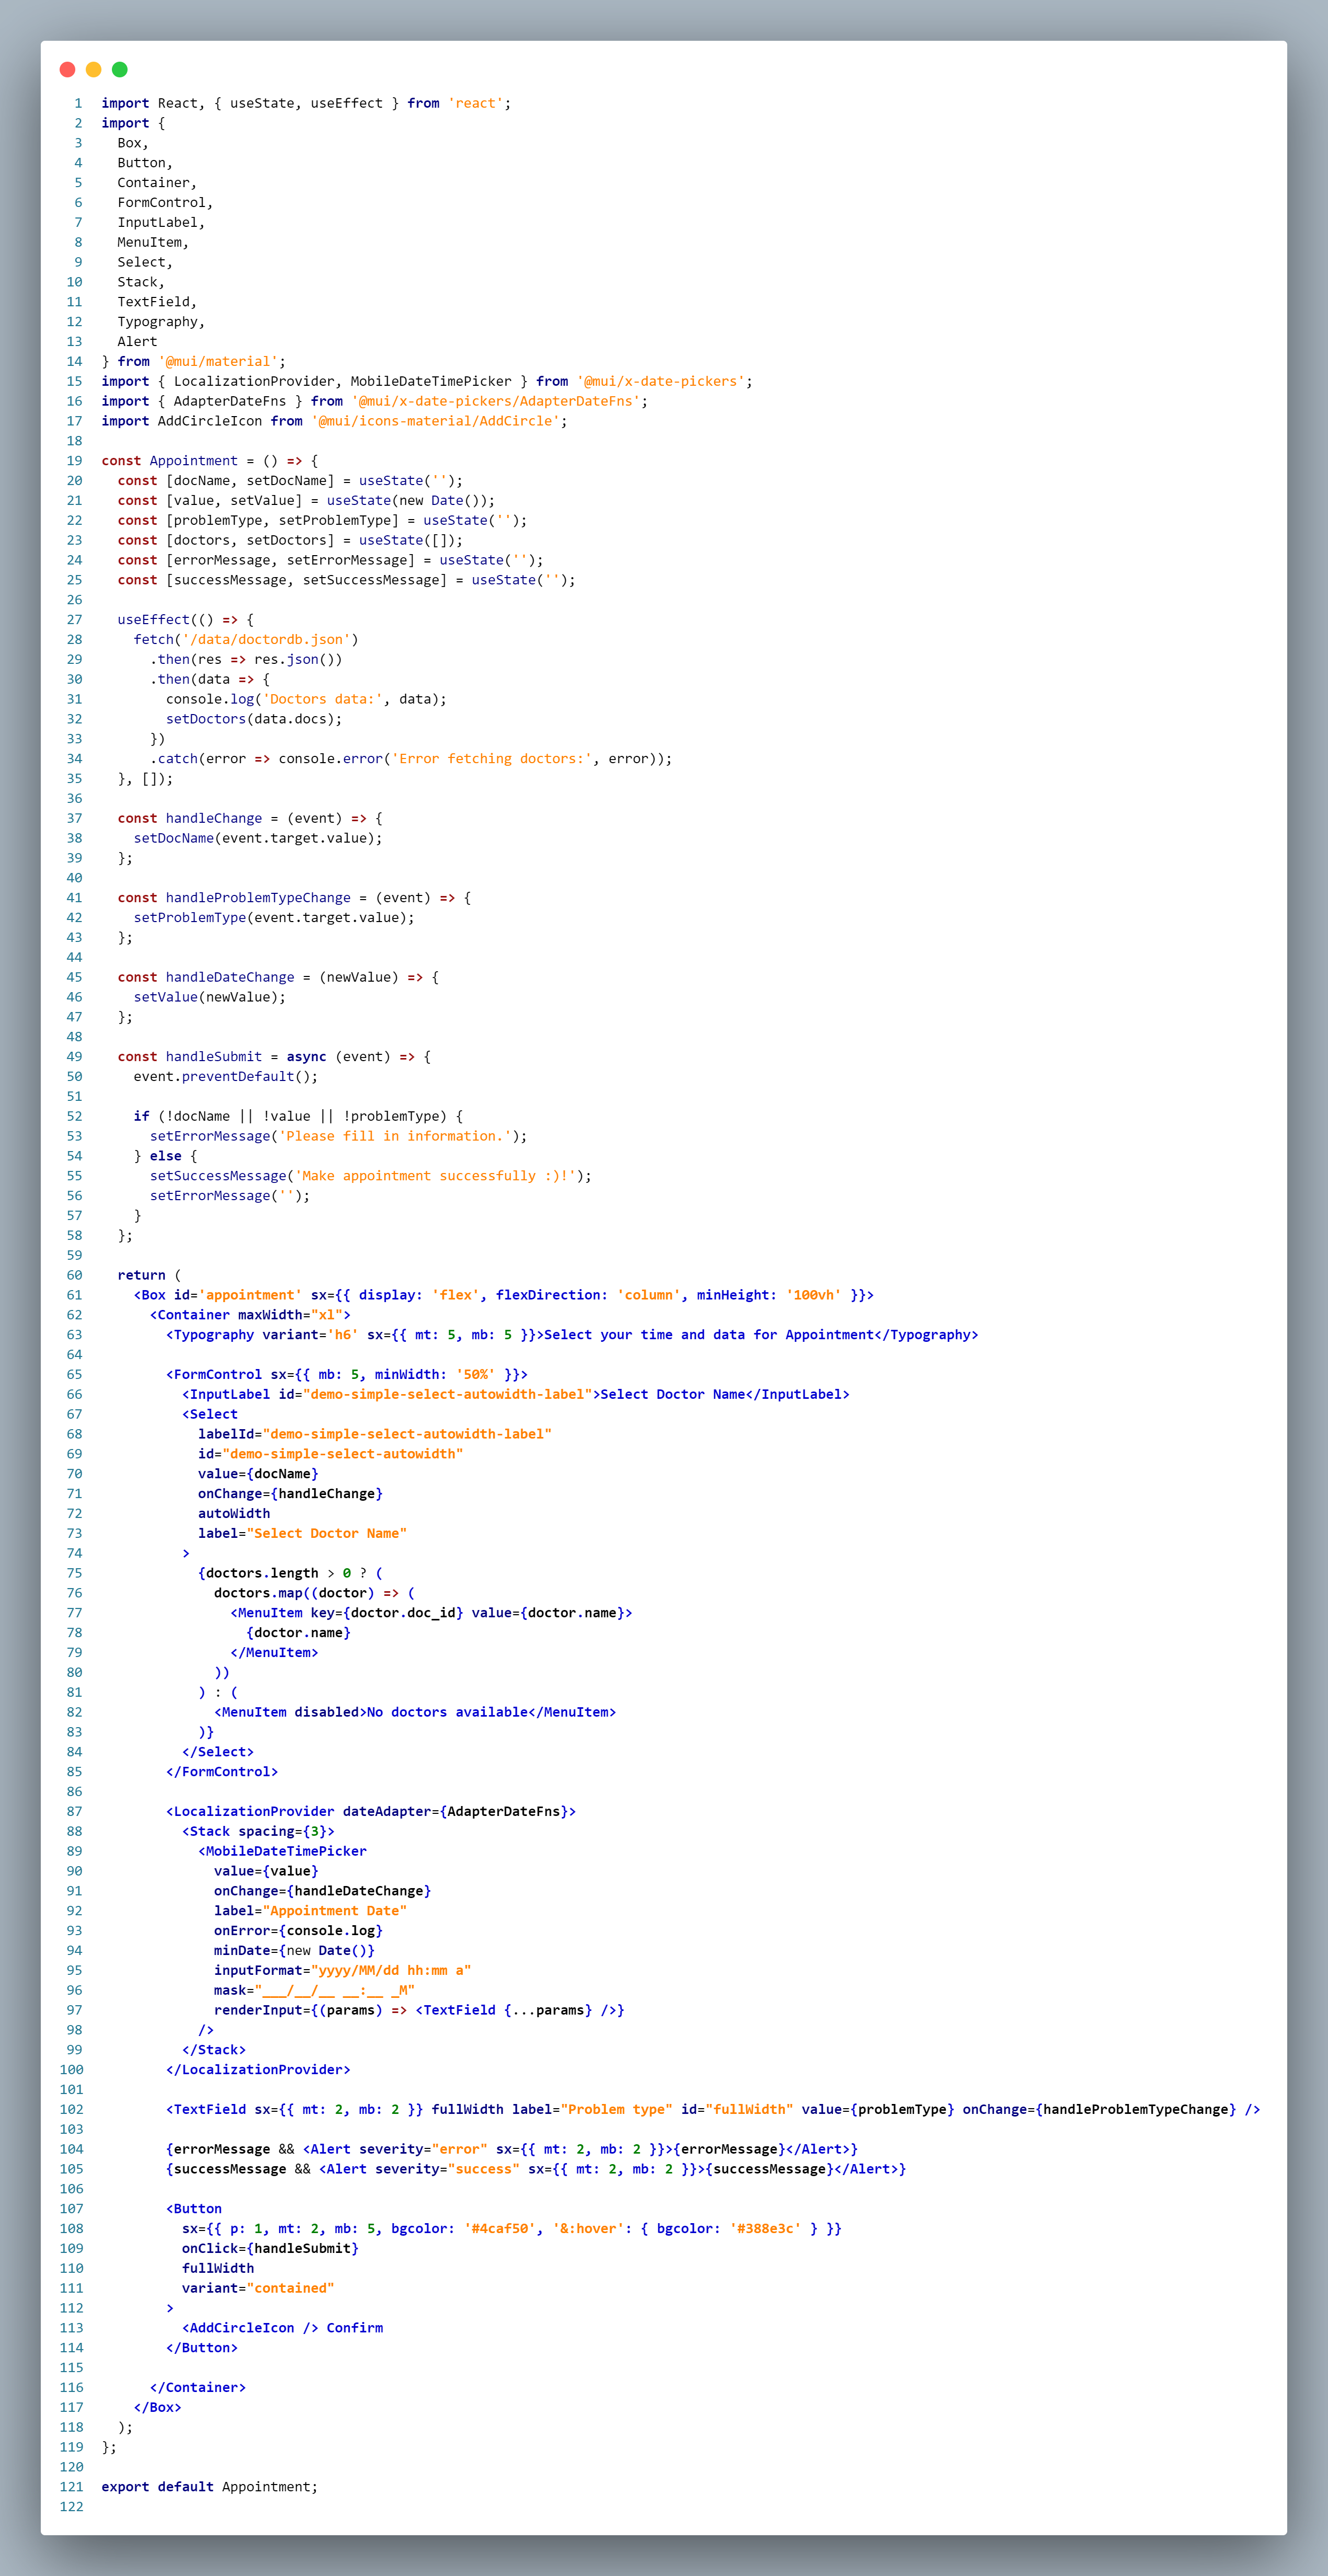 1 import React, { useState, useEffect } from 'react';
2 import {
3   Box,
4   Button,
5   Container,
6   FormControl,
7   InputLabel,
8   MenuItem,
9   Select,
10   Stack,
11   TextField,
12   Typography,
13   Alert
14 } from '@mui/material';
15 import { LocalizationProvider, MobileDateTimePicker } from '@mui/x-date-pickers';
16 import { AdapterDateFns } from '@mui/x-date-pickers/AdapterDateFns';
17 import AddCircleIcon from '@mui/icons-material/AddCircle';
18
19 const Appointment = () => {
20   const [docName, setDocName] = useState('');
21   const [value, setValue] = useState(new Date());
22   const [problemType, setProblemType] = useState('');
23   const [doctors, setDoctors] = useState([]);
24   const [errorMessage, setErrorMessage] = useState('');
25   const [successMessage, setSuccessMessage] = useState('');
26
27   useEffect(() => {
28     fetch('/data/doctordb.json')
29       .then(res => res.json())
30       .then(data => {
31         console.log('Doctors data:', data);
32         setDoctors(data.docs);
33       })
34       .catch(error => console.error('Error fetching doctors:', error));
35   }, []);
36
37   const handleChange = (event) => {
38     setDocName(event.target.value);
39   };
40
41   const handleProblemTypeChange = (event) => {
42     setProblemType(event.target.value);
43   };
44
45   const handleDateChange = (newValue) => {
46     setValue(newValue);
47   };
48
49   const handleSubmit = async (event) => {
50     event.preventDefault();
51
52     if (!docName || !value || !problemType) {
53       setErrorMessage('Please fill in information.');
54     } else {
55       setSuccessMessage('Make appointment successfully :)!');
56       setErrorMessage('');
57     }
58   };
59
60   return (
61     <Box id='appointment' sx={{ display: 'flex', flexDirection: 'column', minHeight: '100vh' }}>
62       <Container maxWidth="xl">
63         <Typography variant='h6' sx={{ mt: 5, mb: 5 }}>Select your time and data for Appointment</Typography>
64
65         <FormControl sx={{ mb: 5, minWidth: '50%' }}>
66           <InputLabel id="demo-simple-select-autowidth-label">Select Doctor Name</InputLabel>
67           <Select
68             labelId="demo-simple-select-autowidth-label"
69             id="demo-simple-select-autowidth"
70             value={docName}
71             onChange={handleChange}
72             autoWidth
73             label="Select Doctor Name"
74           >
75             {doctors.length > 0 ? (
76               doctors.map((doctor) => (
77                 <MenuItem key={doctor.doc_id} value={doctor.name}>
78                   {doctor.name}
79                 </MenuItem>
80               ))
81             ) : (
82               <MenuItem disabled>No doctors available</MenuItem>
83             )}
84           </Select>
85         </FormControl>
86
87         <LocalizationProvider dateAdapter={AdapterDateFns}>
88           <Stack spacing={3}>
89             <MobileDateTimePicker
90               value={value}
91               onChange={handleDateChange}
92               label="Appointment Date"
93               onError={console.log}
94               minDate={new Date()}
95               inputFormat="yyyy/MM/dd hh:mm a"
96               mask="___/__/__ __:__ _M"
97               renderInput={(params) => <TextField {...params} />}
98             />
99           </Stack>
100         </LocalizationProvider>
101
102         <TextField sx={{ mt: 2, mb: 2 }} fullWidth label="Problem type" id="fullWidth" value={problemType} onChange={handleProblemTypeChange} />
103
104         {errorMessage && <Alert severity="error" sx={{ mt: 2, mb: 2 }}>{errorMessage}</Alert>}
105         {successMessage && <Alert severity="success" sx={{ mt: 2, mb: 2 }}>{successMessage}</Alert>}
106
107         <Button
108           sx={{ p: 1, mt: 2, mb: 5, bgcolor: '#4caf50', '&:hover': { bgcolor: '#388e3c' } }}
109           onClick={handleSubmit}
110           fullWidth
111           variant="contained"
112         >
113           <AddCircleIcon /> Confirm
114         </Button>
115
116       </Container>
117     </Box>
118   );
119 };
120
121 export default Appointment;
122